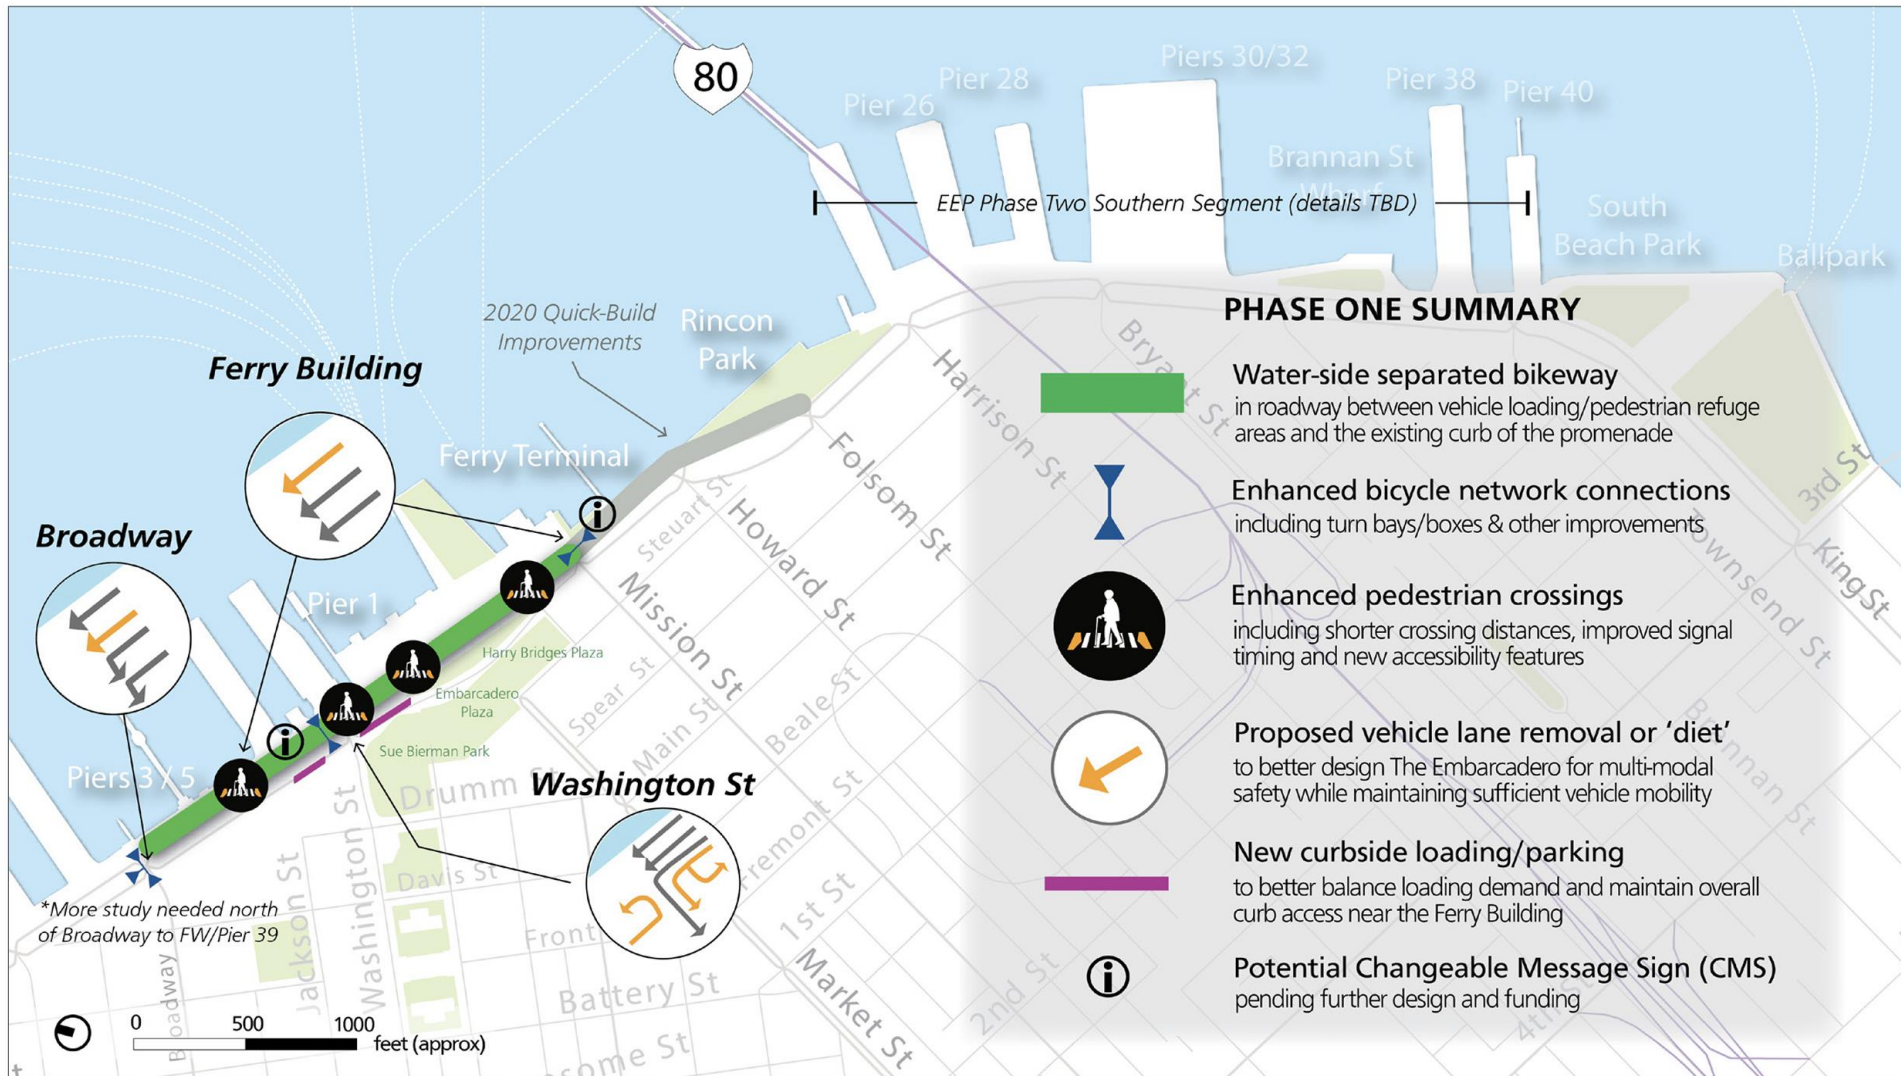 80
Pier 26
Pier 28
Piers 30/32
Pier 38
Pier 40
Brannan St
Wharf
EEP Phase Two Southern Segment (details TBD)
South
Beach Park
Ballpark
2020 Quick-Build
Improvements
Rincon
Park
Ferry Building
Ferry Terminal
Broadway
Pier 1
Piers 3 / 5
Harry Bridges Plaza
Embarcadero
Plaza
Sue Bierman Park
Washington St
*More study needed north
of Broadway to FW/Pier 39
Harrison St
Bryant St
Folsom St
Howard St
Steuart St
Mission St
Spear St
Main St
Beale St
Fremont St
1st St
2nd St
Market St
Drumm St
Davis St
Front
Battery St
some St
Jackson St
Washington St
Broadway
Townsend St
Brannan St
King St
3rd St
4th St
0 500 1000
feet (approx)
PHASE ONE SUMMARY
Water-side separated bikeway
in roadway between vehicle loading/pedestrian refuge
areas and the existing curb of the promenade
Enhanced bicycle network connections
including turn bays/boxes & other improvements
Enhanced pedestrian crossings
including shorter crossing distances, improved signal
timing and new accessibility features
Proposed vehicle lane removal or ‘diet’
to better design The Embarcadero for multi-modal
safety while maintaining sufficient vehicle mobility
New curbside loading/parking
to better balance loading demand and maintain overall
curb access near the Ferry Building
Potential Changeable Message Sign (CMS)
pending further design and funding